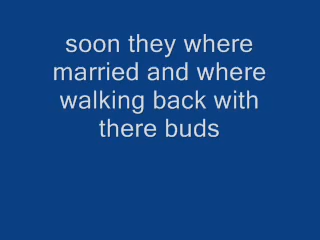 soon they where
married and where
walking back with
there buds